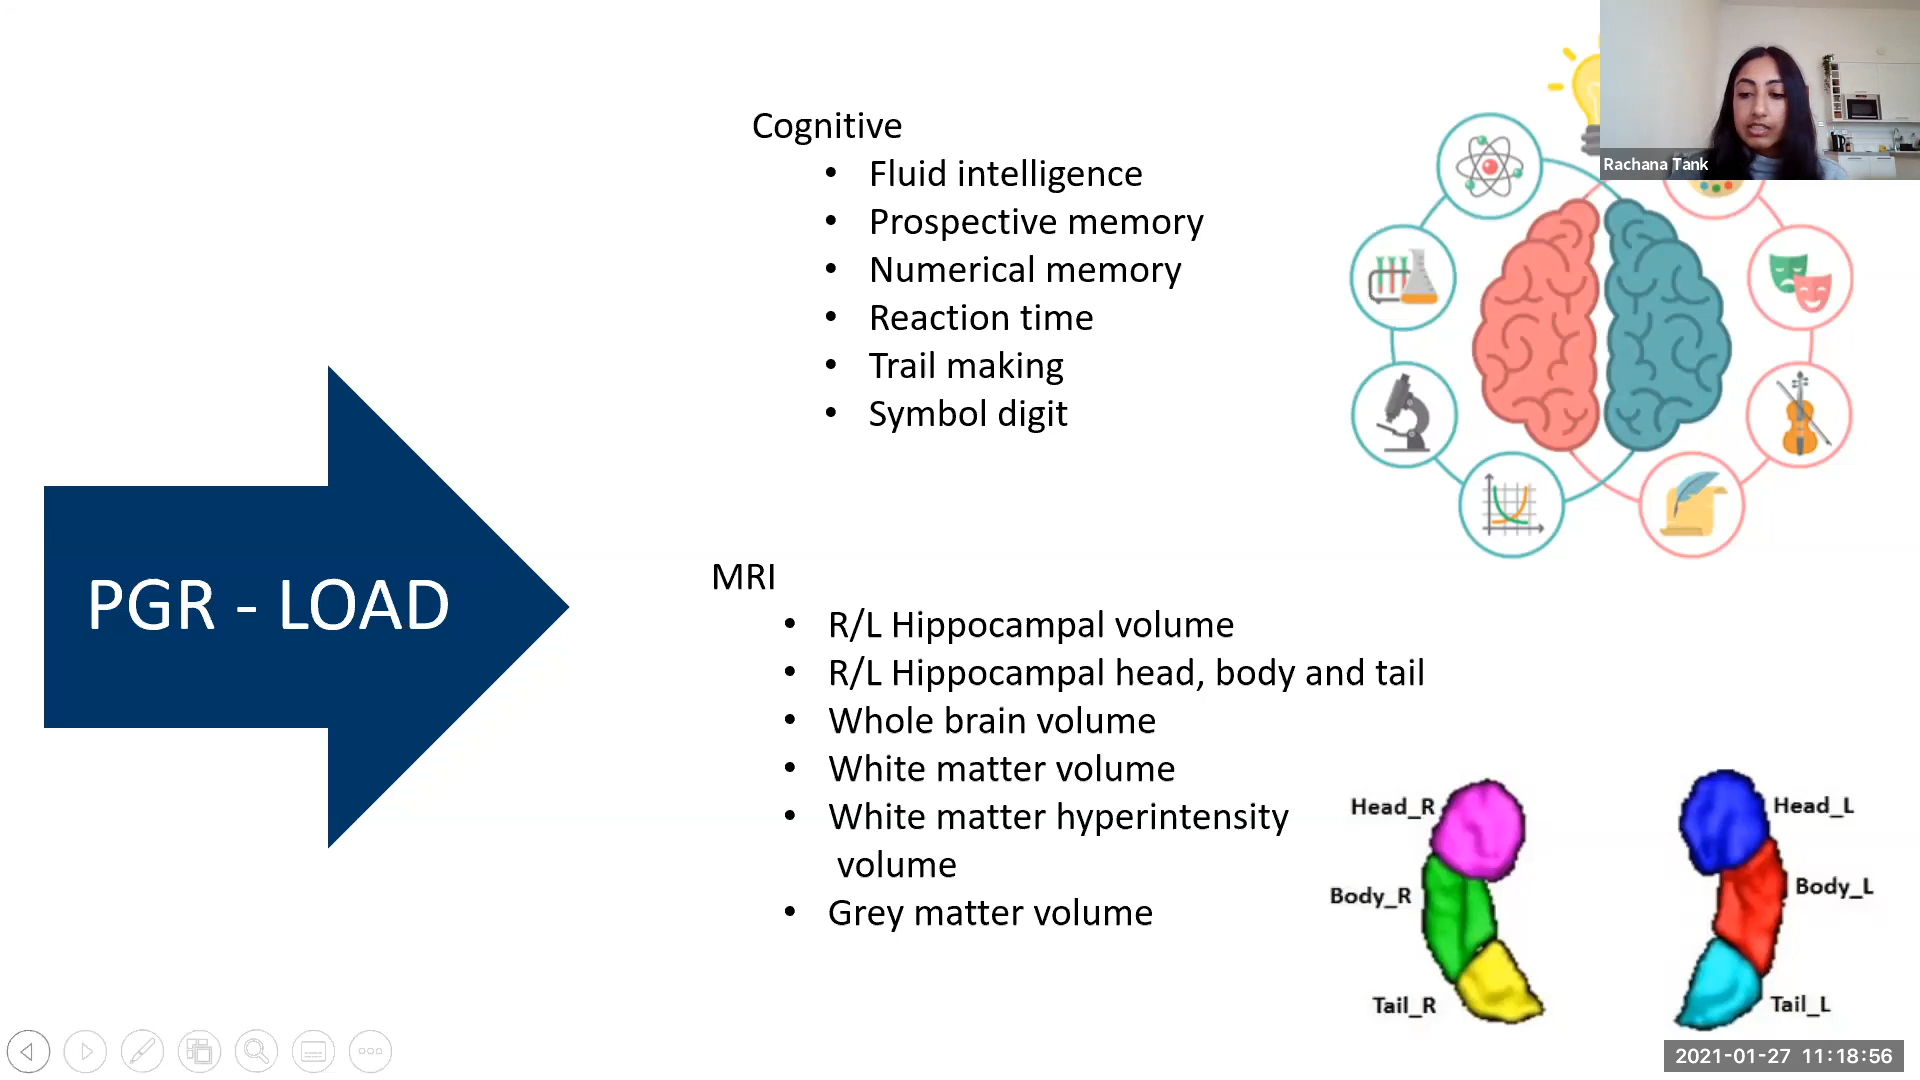 Rachana Tank
Cognitive
• Fluid intelligence
• Prospective memory
• Numerical memory
• Reaction time
• Trail making
• Symbol digit
PGR - LOAD
MRI
• R/L Hippocampal volume
• R/L Hippocampal head, body and tail
• Whole brain volume
• White matter volume
• White matter hyperintensity
volume
• Grey matter volume
Head_R
Head_L
Body_R
Body_L
Tail_R
Tail_L
2021-01-27 11:18:56